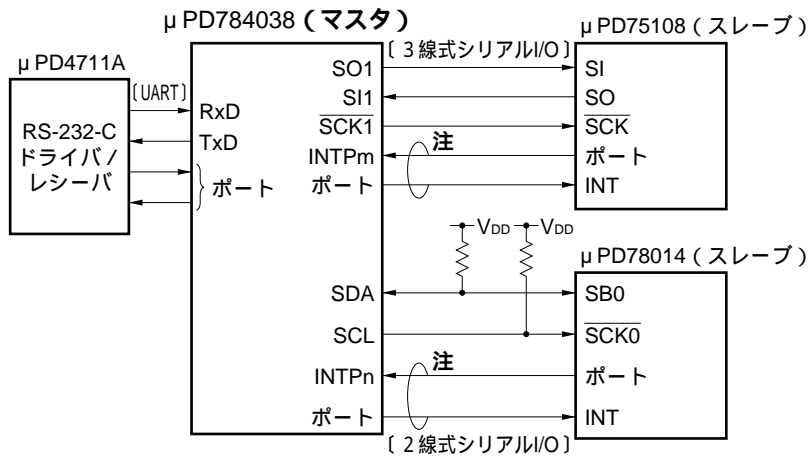 μPD784038(マスタ)
μPD4711A
RS-232-C
ドライバ/
レシーバ
〔UART〕
RxD
TxD
ポート
SO1
SI1
SCK1
INTPm
ポート
SDA
SCL
INTPn
ポート
〔3線式シリアルI/O〕
注
VDD
VDD
注
〔2線式シリアルI/O〕
μPD75108(スレーブ)
SI
SO
SCK
ポート
INT
μPD78014(スレーブ)
SB0
SCK0
ポート
INT